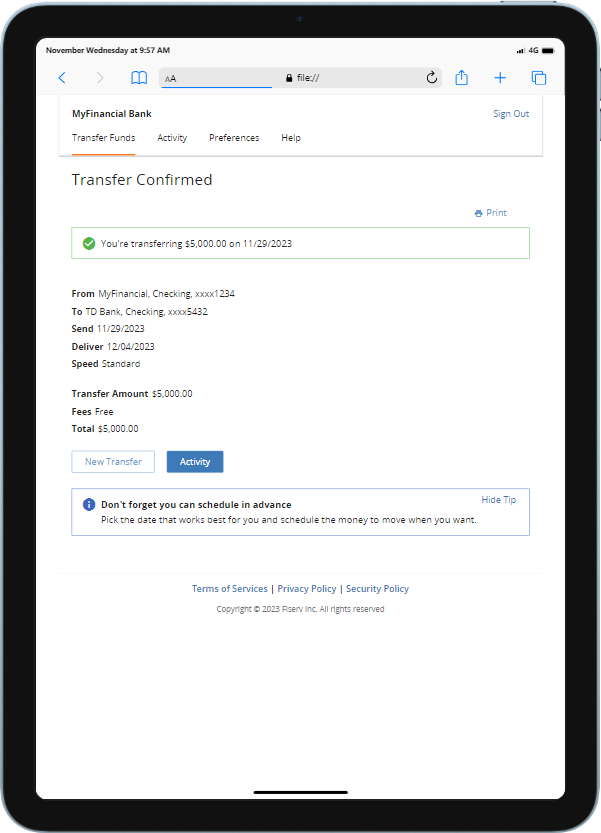 November Wednesday at 9:57 AM 4G
AA file://
MyFinancial Bank Sign Out
Transfer Funds Activity Preferences Help
Transfer Confirmed
Print
You're transferring $5,000.00 on 11/29/2023
From MyFinancial, Checking, xxxx1234
To TD Bank, Checking, xxxx5432
Send 11/29/2023
Deliver 12/04/2023
Speed Standard
Transfer Amount $5,000.00
Fees Free
Total $5,000.00
New Transfer Activity
Don't forget you can schedule in advance Hide Tip
Pick the date that works best for you and schedule the money to move when you want.
Terms of Services | Privacy Policy | Security Policy
Copyright © 2023 Fiserv Inc. All rights reserved